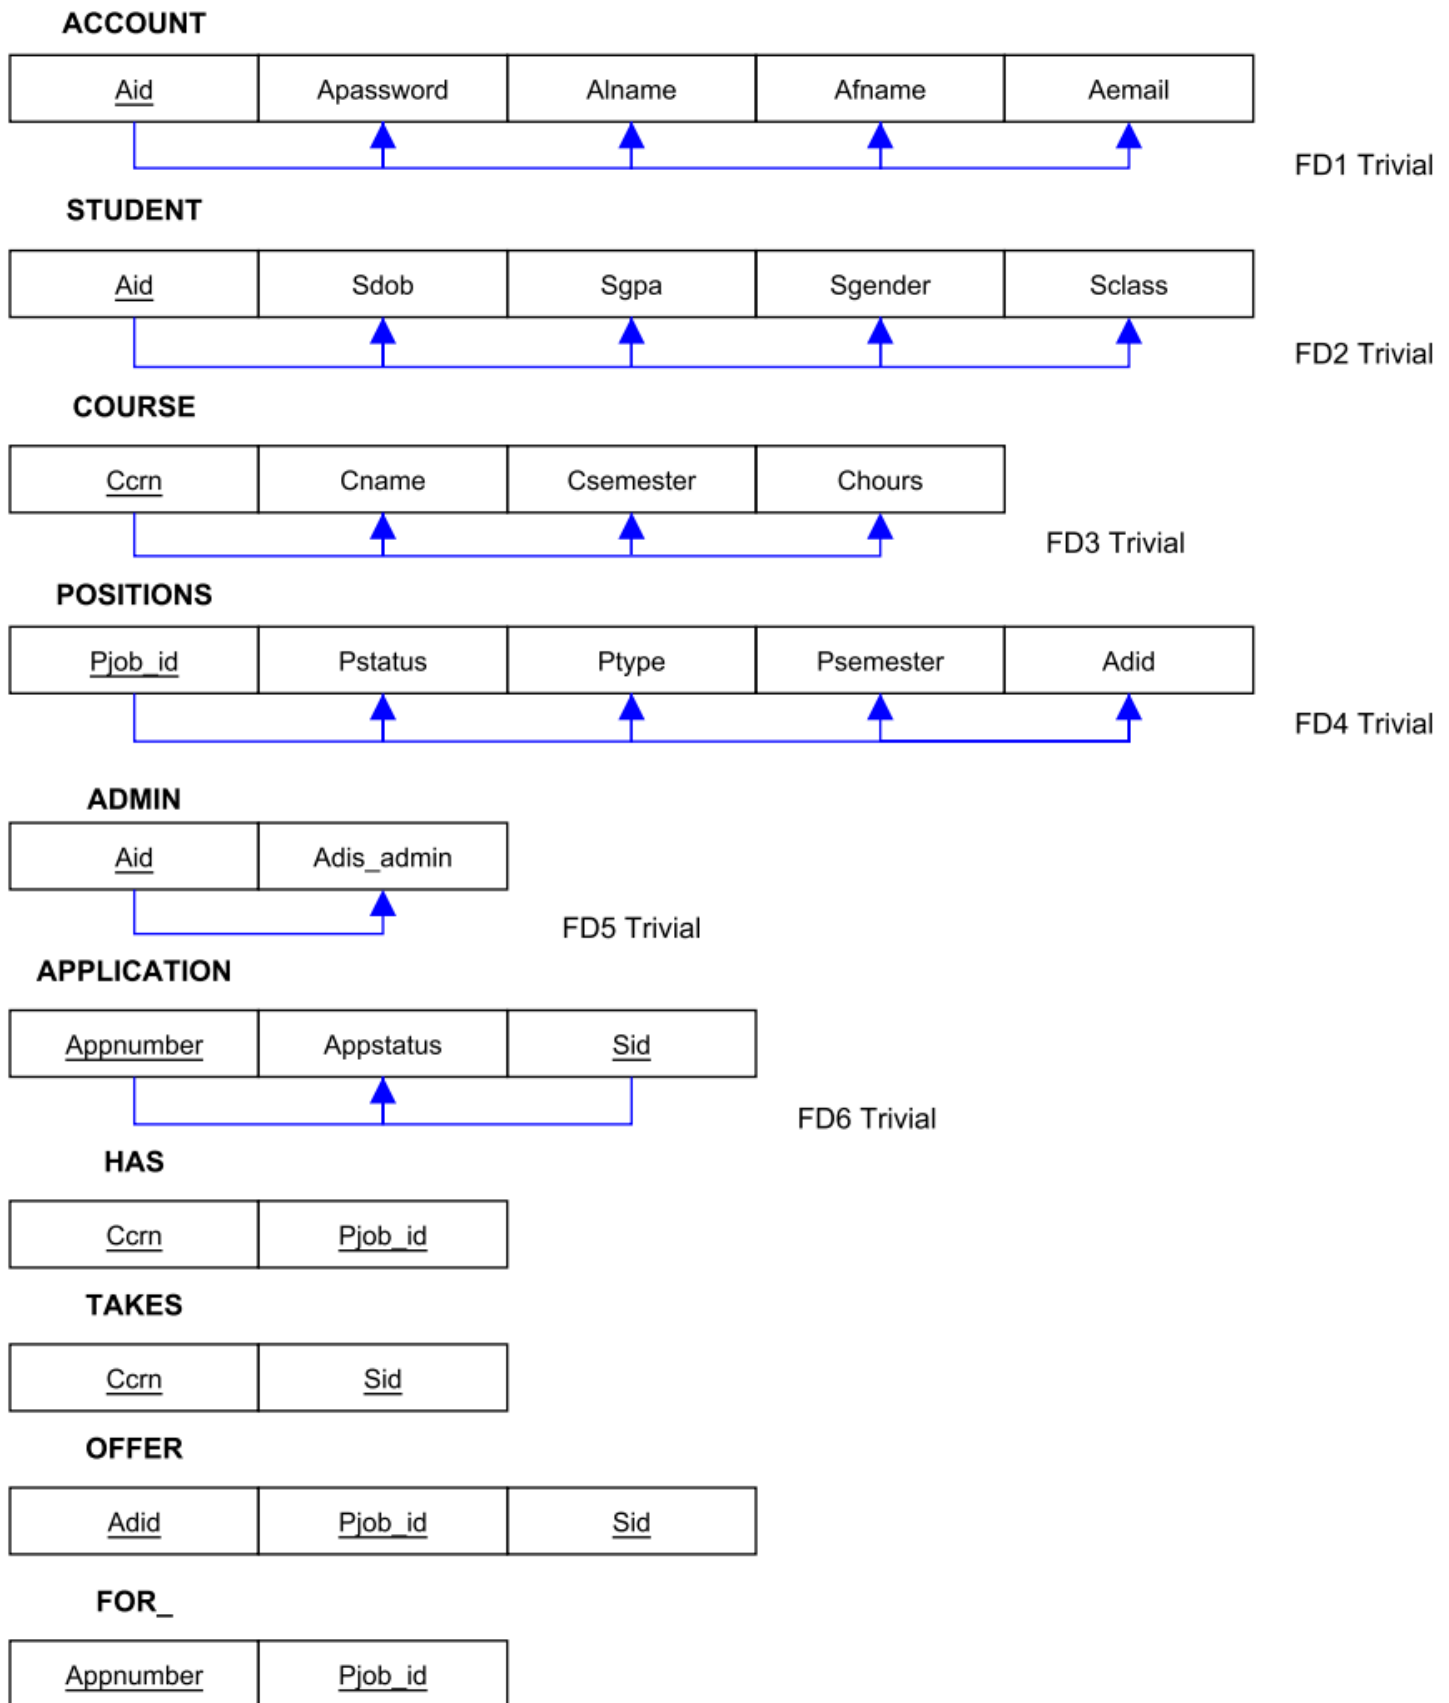 ACCOUNT
Aid Apassword Alname Afname Aemail
FD1 Trivial
STUDENT
Aid Sdob Sgpa Sgender Sclass
FD2 Trivial
COURSE
Ccrn Cname Csemester Chours
FD3 Trivial
POSITIONS
Pjob_id Pstatus Ptype Psemester Adid
FD4 Trivial
ADMIN
Aid Adis_admin
FD5 Trivial
APPLICATION
Appnumber Appstatus Sid
FD6 Trivial
HAS
Ccrn Pjob_id
TAKES
Ccrn Sid
OFFER
Adid Pjob_id Sid
FOR_
Appnumber Pjob_id